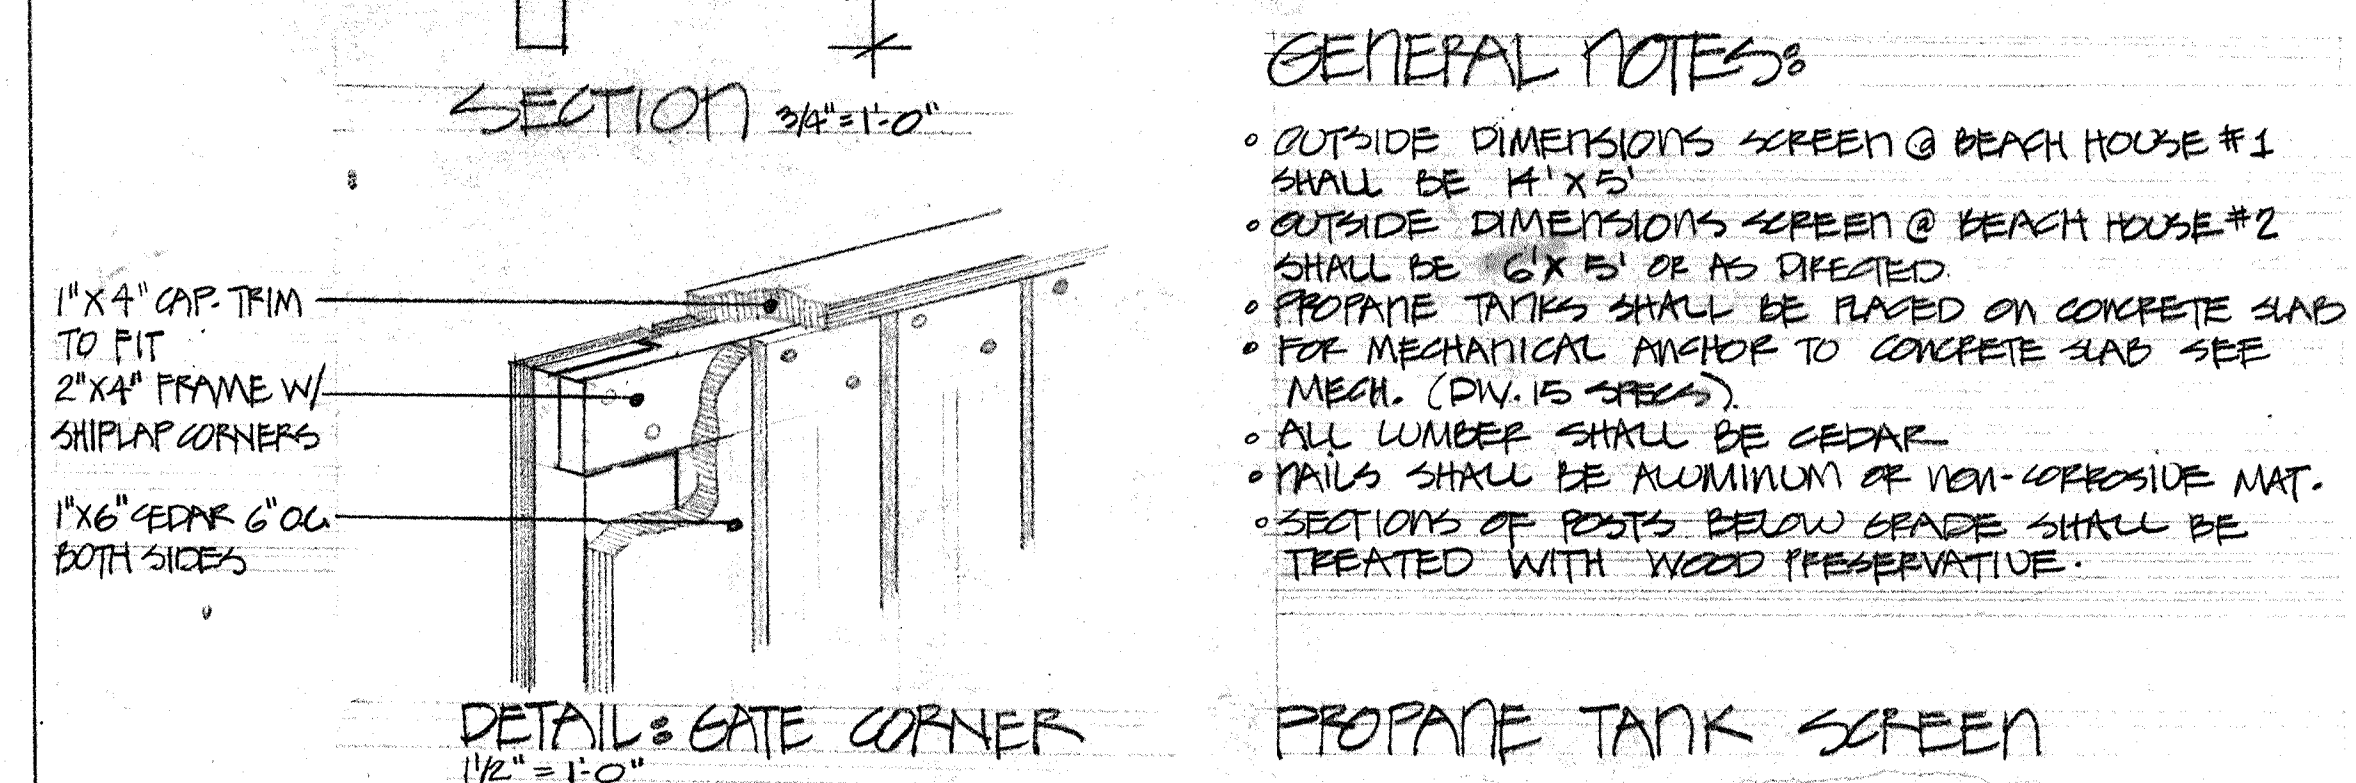 SECTION 3/4"=1'-0"
1"X4" CAP. TRIM
TO FIT
2"X4" FRAME W/
SHIPLAP CORNERS
1"X6" CEDAR 6" O.C.
BOTH SIDES
DETAIL: GATE CORNER
1 1/2" = 1'-0"
GENERAL NOTES:
• OUTSIDE DIMENSIONS SCREEN @ BEACH HOUSE #1
SHALL BE 14' X 5'
• OUTSIDE DIMENSIONS SCREEN @ BEACH HOUSE #2
SHALL BE 6' X 5' OR AS DIRECTED.
• PROPANE TANKS SHALL BE PLACED ON CONCRETE SLAB
• FOR MECHANICAL ANCHOR TO CONCRETE SLAB SEE
MECH. (DIV. 15 SPECS).
• ALL LUMBER SHALL BE CEDAR
• NAILS SHALL BE ALUMINUM OR NON-CORROSIVE MAT.
• SECTIONS OF POSTS BELOW GRADE SHALL BE
TREATED WITH WOOD PRESERVATIVE.
PROPANE TANK SCREEN